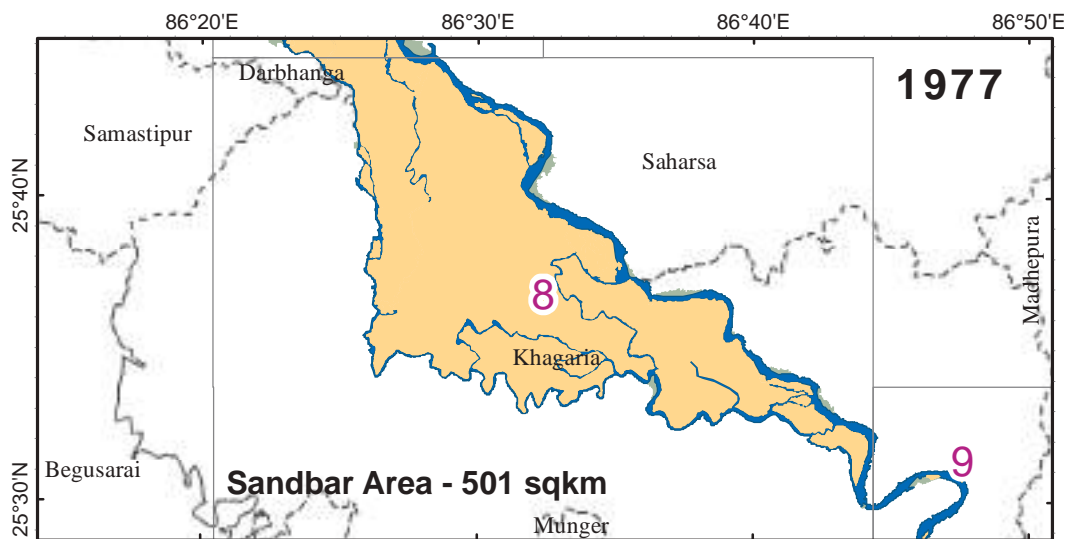 86°20'E 86°30'E 86°40'E 86°50'E
1977
Darbhanga
Samastipur
Saharsa
25°40'N
Madhepura
8
Khagaria
9
Begusarai
Sandbar Area - 501 sqkm
25°30'N
Munger